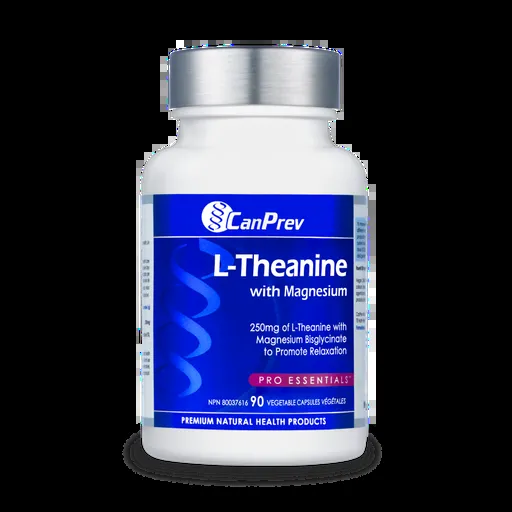 CanPrev
L-Theanine
with Magnesium
250mg of L-Theanine with
Magnesium Bisglycinate
to Promote Relaxation
PRO ESSENTIALS™
NPN 80037616 90 VEGETABLE CAPSULES VÉGÉTALES
PREMIUM NATURAL HEALTH PRODUCTS